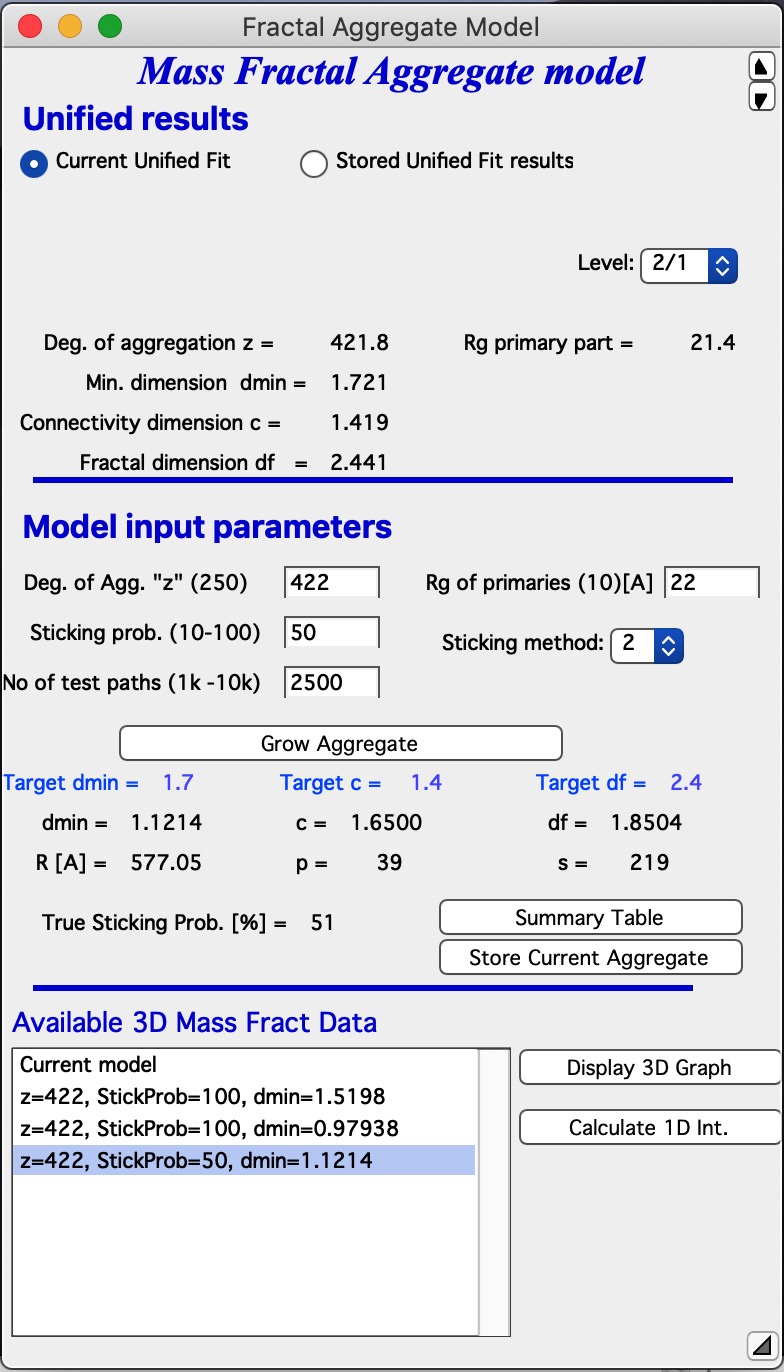 Fractal Aggregate Model
Mass Fractal Aggregate model
Unified results
Current Unified Fit Stored Unified Fit results
Level: 2/1
Deg. of aggregation z = 421.8 Rg primary part = 21.4
Min. dimension dmin = 1.721
Connectivity dimension c = 1.419
Fractal dimension df = 2.441
Model input parameters
Deg. of Agg. "z" (250) 422 Rg of primaries (10)[A] 22
Sticking prob. (10-100) 50 Sticking method: 2
No of test paths (1k -10k) 2500
Grow Aggregate
Target dmin = 1.7 Target c = 1.4 Target df = 2.4
dmin = 1.1214 c = 1.6500 df = 1.8504
R [A] = 577.05 p = 39 s = 219
True Sticking Prob. [%] = 51 Summary Table
Store Current Aggregate
Available 3D Mass Fract Data
Current model Display 3D Graph
z=422, StickProb=100, dmin=1.5198
z=422, StickProb=100, dmin=0.97938 Calculate 1D Int.
z=422, StickProb=50, dmin=1.1214